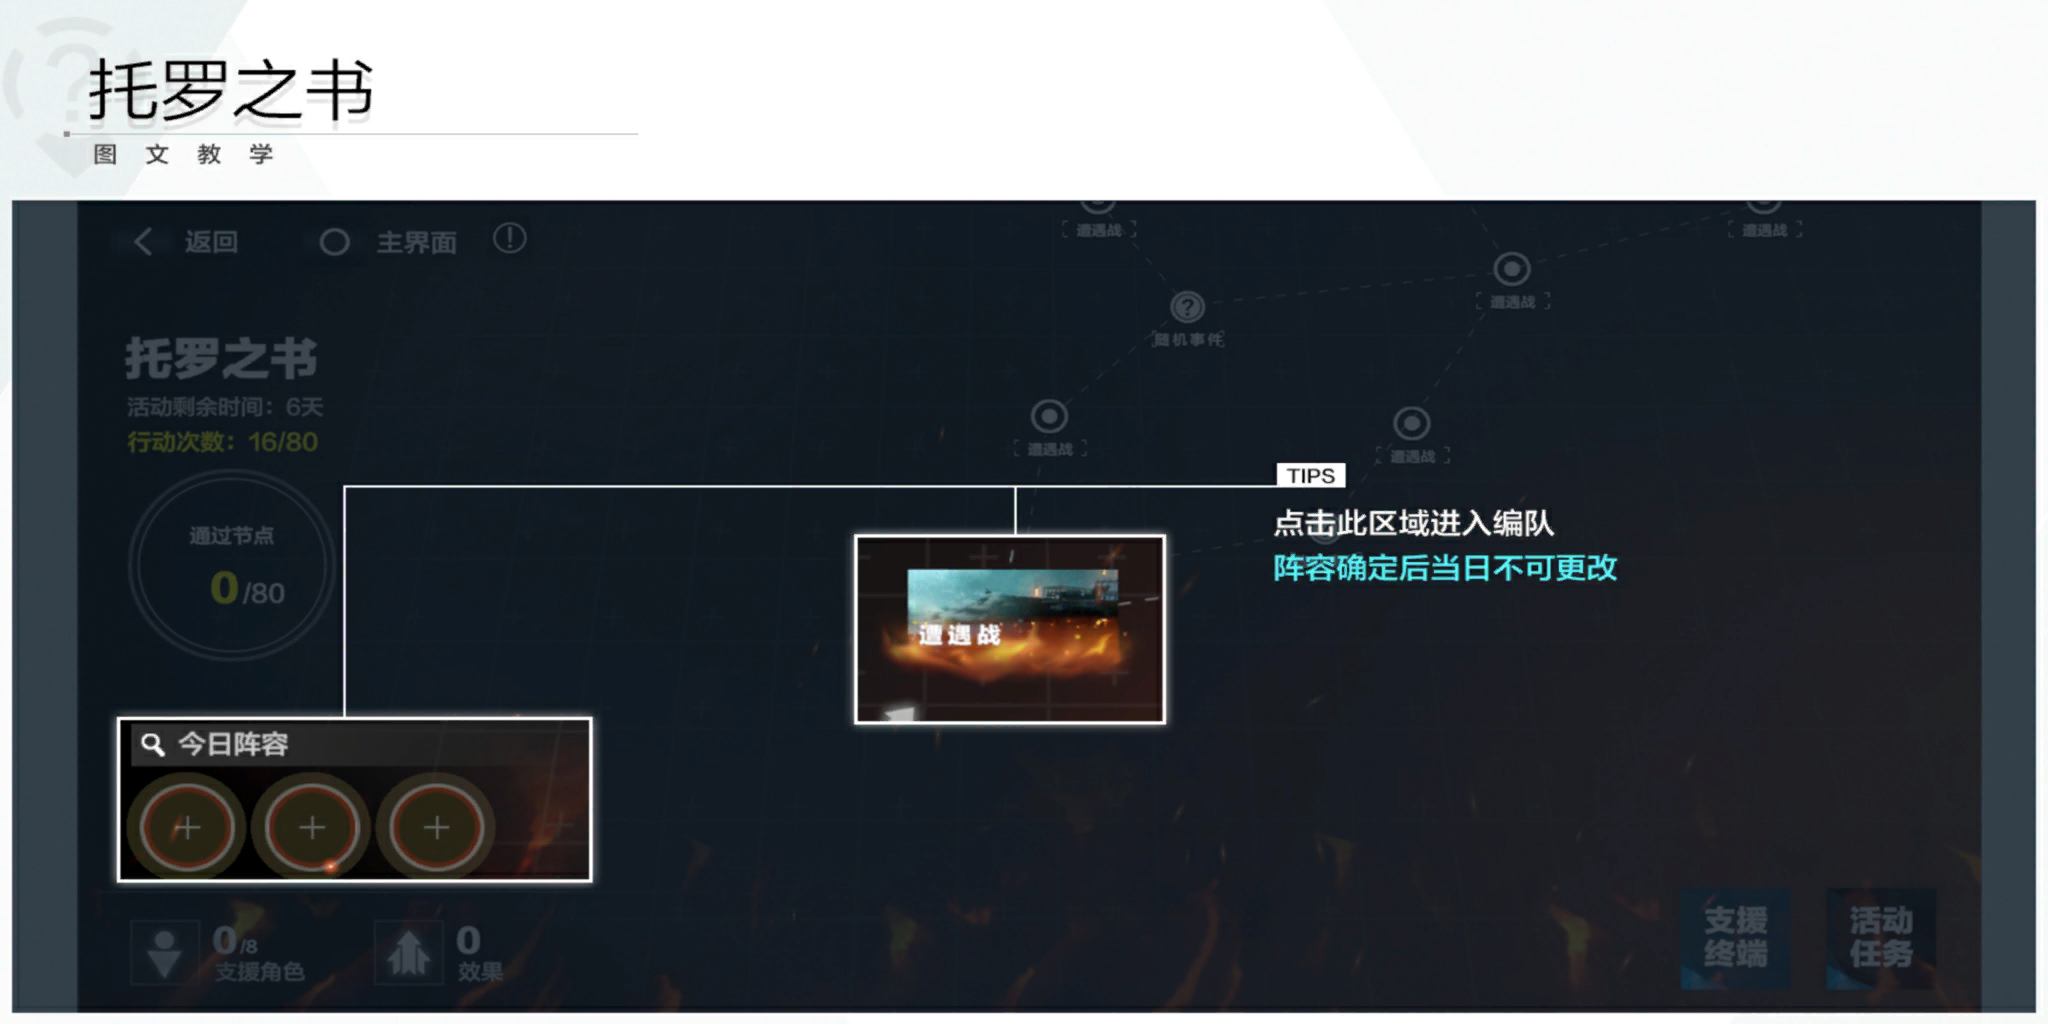 托罗之书
图文教学
返回
主界面
遭遇战
遭遇战
遭遇战
随机事件
托罗之书
活动剩余时间：6天
行动次数：16/80
遭遇战
遭遇战
TIPS
点击此区域进入编队
阵容确定后当日不可更改
通过节点
0/80
遭遇战
今日阵容
0/8
支援角色
0
效果
支援
终端
活动
任务